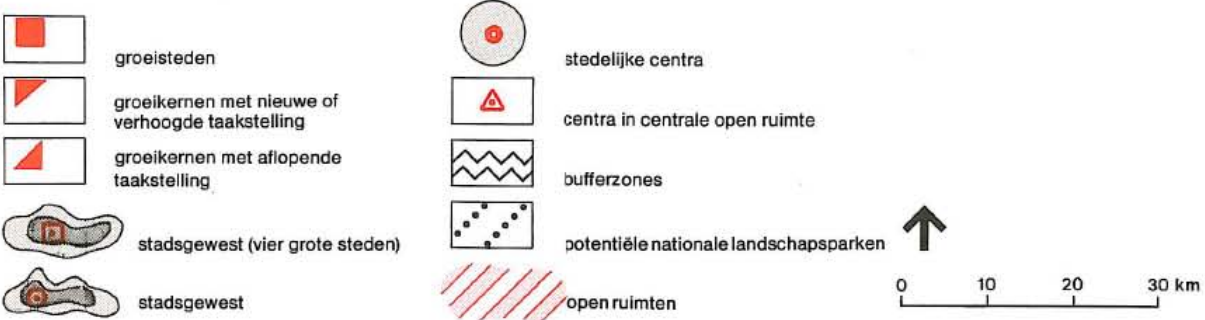 groeisteden
groeikernen met nieuwe of
verhoogde taakstelling
groeikernen met aflopende
taakstelling
stadsgewest (vier grote steden)
stadsgewest
stedelijke centra
centra in centrale open ruimte
bufferzones
potentiële nationale landschapsparken
open ruimten
0 10 20 30 km